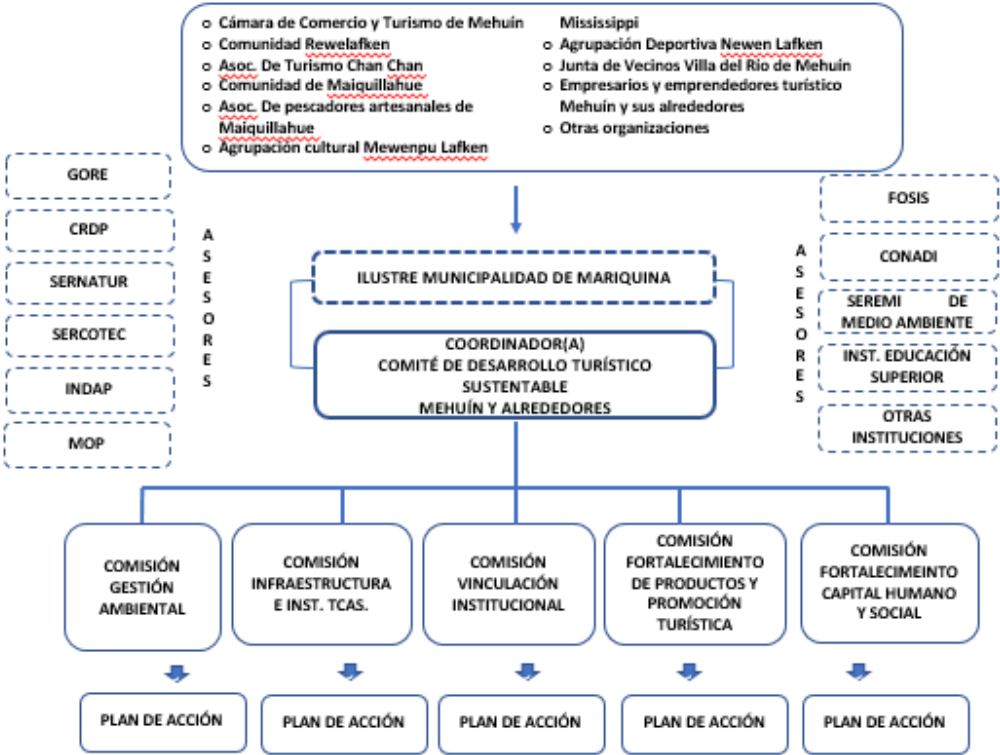 o Cámara de Comercio y Turismo de Mehuín
o Comunidad Rewelafken
o Asoc. De Turismo Chan Chan
o Comunidad de Maiquillahue
o Asoc. De pescadores artesanales de
Maiquillahue
o Agrupación cultural Mewenpu Lafken
Mississippi
o Agrupación Deportiva Newen Lafken
o Junta de Vecinos Villa del Rio de Mehuín
o Empresarios y emprendedores turístico
Mehuín y sus alrededores
o Otras organizaciones
GORE
CRDP
SERNATUR
SERCOTEC
INDAP
MOP
ASESORES
ILUSTRE MUNICIPALIDAD DE MARIQUINA
COORDINADOR(A)
COMITÉ DE DESARROLLO TURÍSTICO
SUSTENTABLE
MEHUÍN Y ALREDEDORES
ASESORES
FOSIS
CONADI
SEREMI DE
MEDIO AMBIENTE
INST. EDUCACIÓN
SUPERIOR
OTRAS
INSTITUCIONES
COMISIÓN
GESTIÓN
AMBIENTAL
COMISIÓN
INFRAESTRUCTURA
E INST. TCAS.
COMISIÓN
VINCULACIÓN
INSTITUCIONAL
COMISIÓN
FORTALECIMIENTO
DE PRODUCTOS Y
PROMOCIÓN
TURÍSTICA
COMISIÓN
FORTALECIMEINTO
CAPITAL HUMANO
Y SOCIAL
PLAN DE ACCIÓN
PLAN DE ACCIÓN
PLAN DE ACCIÓN
PLAN DE ACCIÓN
PLAN DE ACCIÓN